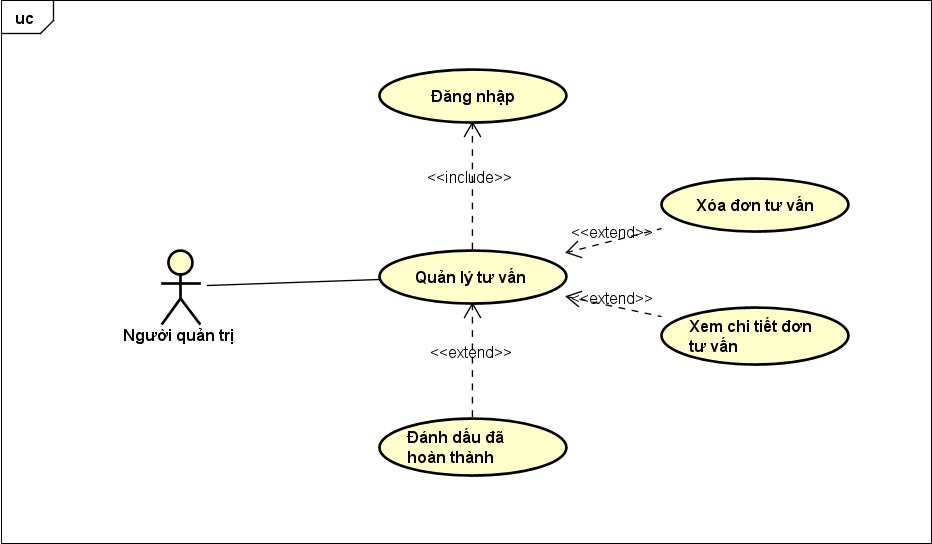 uc
Đăng nhập
<<include>>
Xóa đơn tư vấn
<<extend>>
Quản lý tư vấn
<<extend>>
Xem chi tiết đơn
tư vấn
Người quản trị
<<extend>>
Đánh dấu đã
hoàn thành